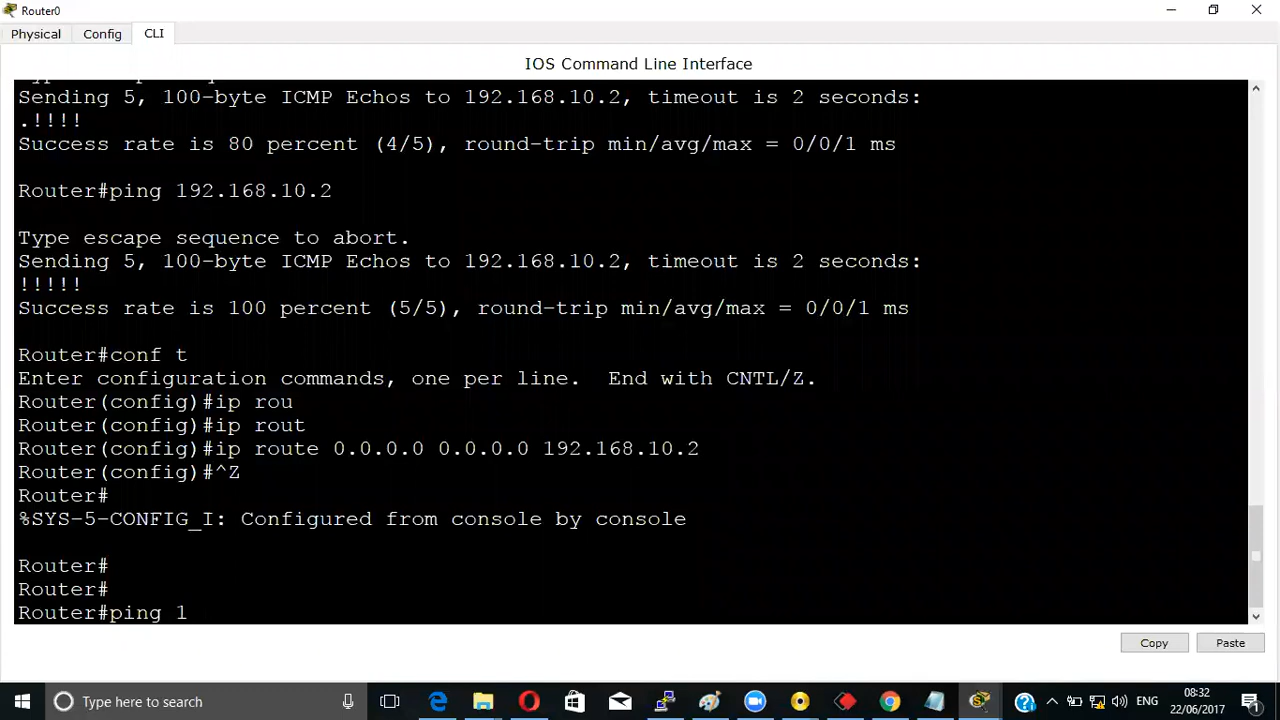 Router0
Physical Config CLI
IOS Command Line Interface
Sending 5, 100-byte ICMP Echos to 192.168.10.2, timeout is 2 seconds:
.!!!!
Success rate is 80 percent (4/5), round-trip min/avg/max = 0/0/1 ms
Router#ping 192.168.10.2
Type escape sequence to abort.
Sending 5, 100-byte ICMP Echos to 192.168.10.2, timeout is 2 seconds:
!!!!!
Success rate is 100 percent (5/5), round-trip min/avg/max = 0/0/1 ms
Router#conf t
Enter configuration commands, one per line.  End with CNTL/Z.
Router(config)#ip rou
Router(config)#ip rout
Router(config)#ip route 0.0.0.0 0.0.0.0 192.168.10.2
Router(config)#^Z
Router#
%SYS-5-CONFIG_I: Configured from console by console
Router#
Router#
Router#ping 1
Copy Paste
Type here to search
ENG
08:32
22/06/2017
1